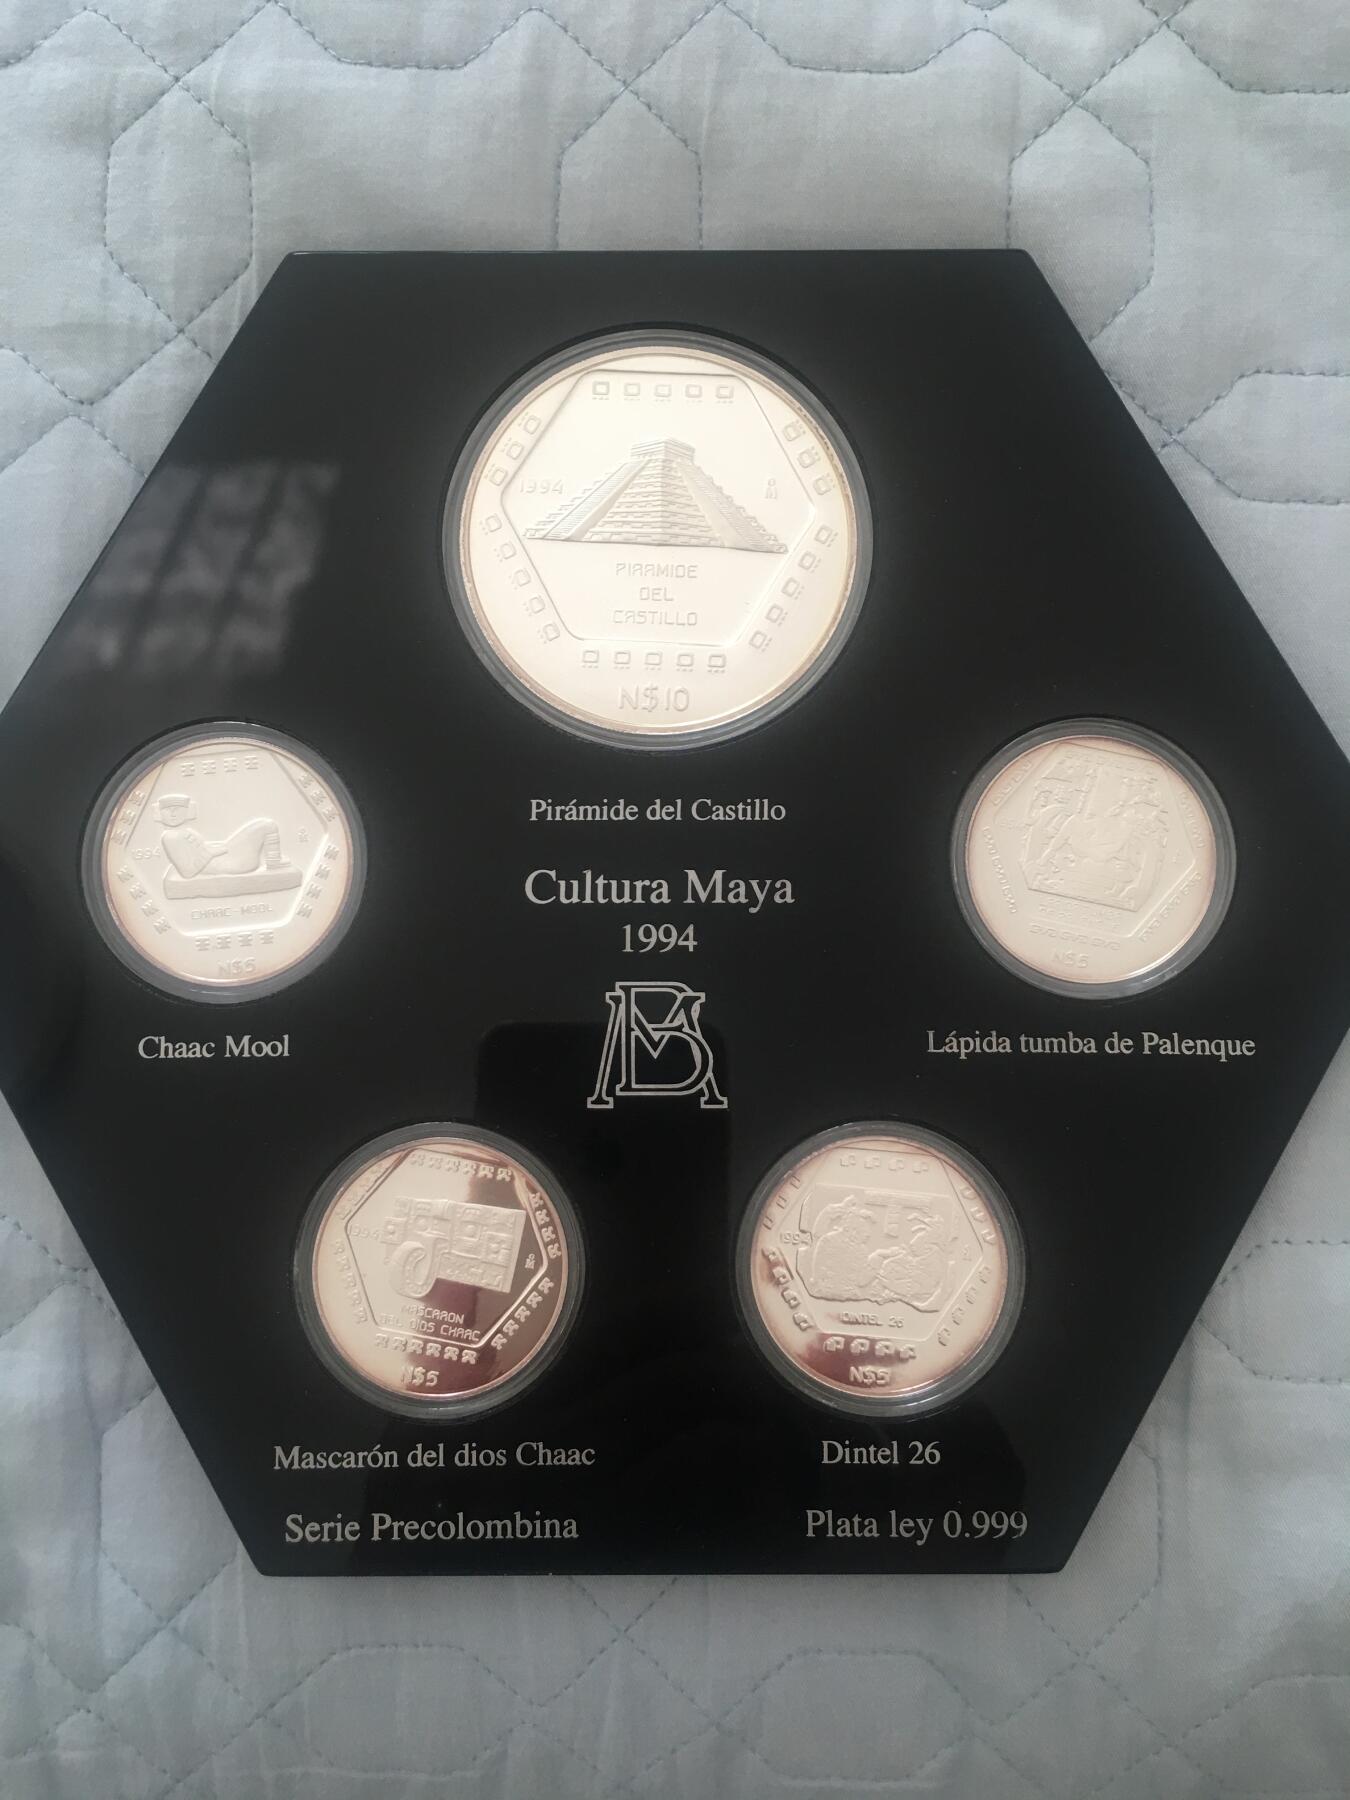 1994
PIRAMIDE
DEL
CASTILLO
N$10
Pirámide del Castillo
Cultura Maya
1994
BM
1994
CHAAC-MOOL
N$5
Chaac Mool
N$5
Lápida tumba de Palenque
1994
MASCARON
DEL DIOS CHAAC
N$5
Mascarón del dios Chaac
1994
DINTEL 26
N$5
Dintel 26
Serie Precolombina
Plata ley 0.999